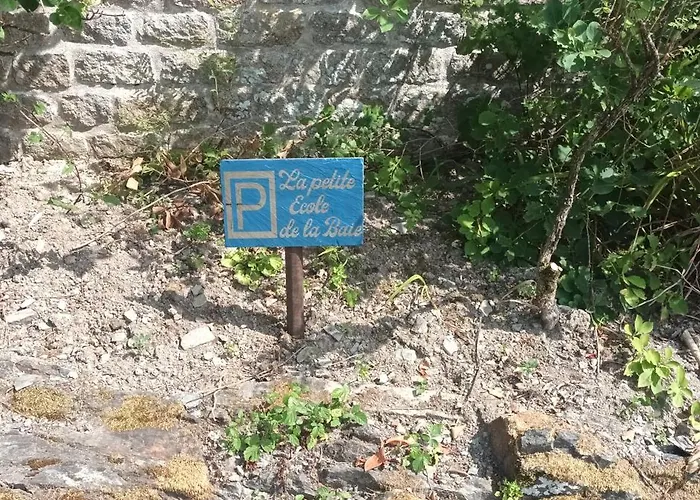 P
La petite
Ecole
de la Baie